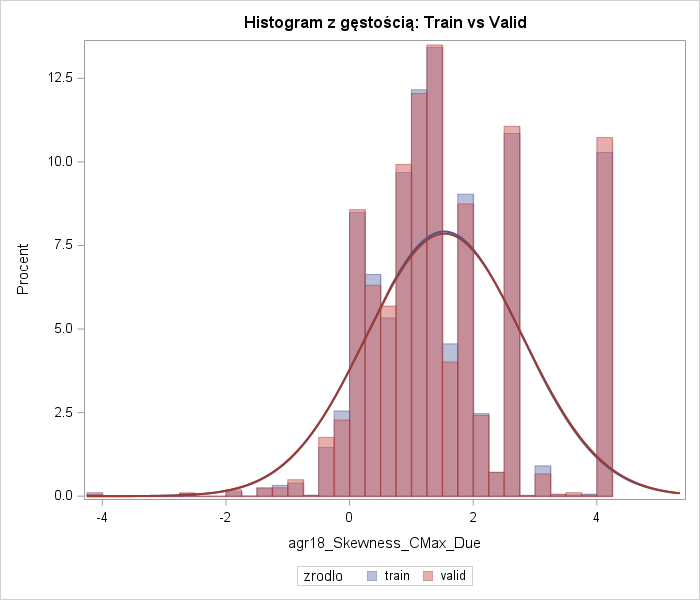 Histogram z gęstością: Train vs Valid
12.5
10.0
7.5
5.0
2.5
0.0
Procent
-4
-2
0
2
4
agr18_Skewness_CMax_Due
zrodlo
train
valid